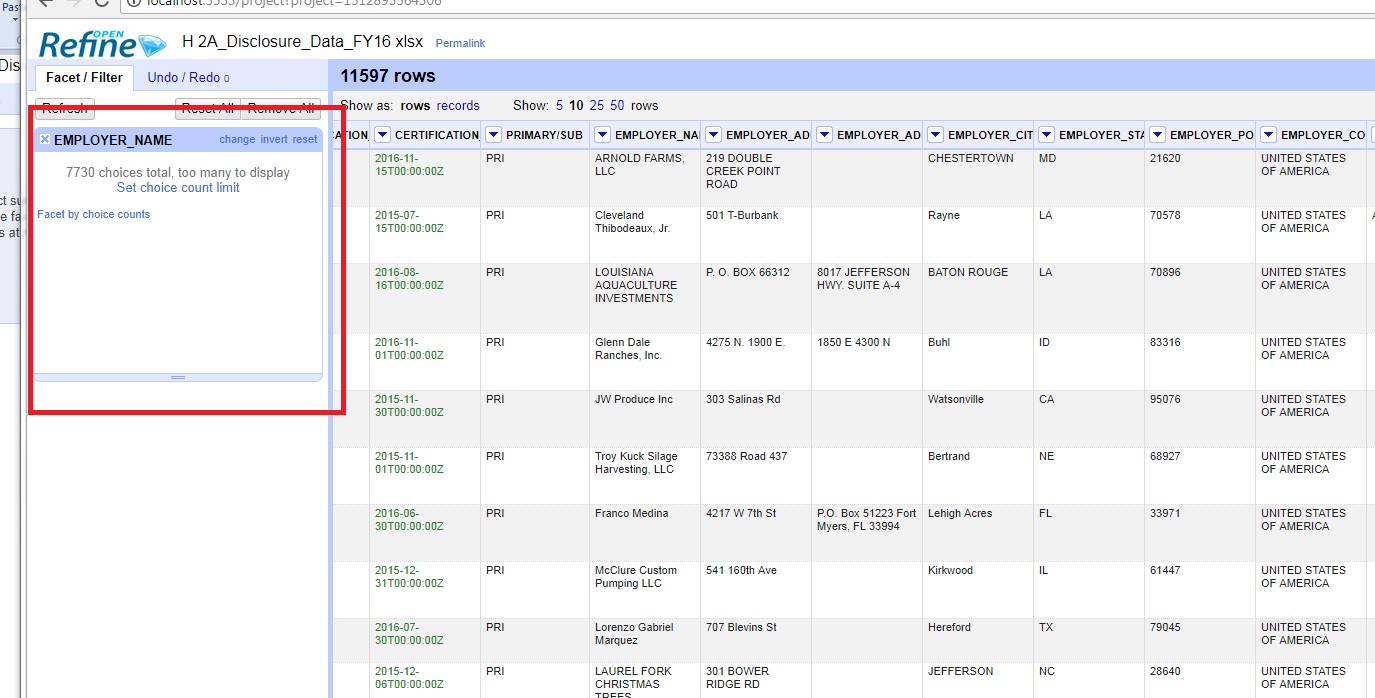 Past
localhost:3333/project?project=1512893564306
OPEN
Refine
H 2A_Disclosure_Data_FY16 xlsx Permalink
Dis
Facet / Filter Undo / Redo 0
11597 rows
Refresh Reset All Remove All
Show as: rows records Show: 5 10 25 50 rows
EMPLOYER_NAME change invert reset
7730 choices total, too many to display
Set choice count limit
Facet by choice counts
ct su
e fa
s at
CATION_ CERTIFICATION_ PRIMARY/SUB EMPLOYER_NA EMPLOYER_AD EMPLOYER_AD EMPLOYER_CIT EMPLOYER_STA EMPLOYER_PO EMPLOYER_CO
2016-11- PRI ARNOLD FARMS, 219 DOUBLE CHESTERTOWN MD 21620 UNITED STATES
15T00:00:00Z LLC CREEK POINT OF AMERICA
ROAD
2015-07- PRI Cleveland 501 T-Burbank Rayne LA 70578 UNITED STATES
15T00:00:00Z Thibodeaux, Jr. OF AMERICA
2016-08- PRI LOUISIANA P. O. BOX 66312 8017 JEFFERSON BATON ROUGE LA 70896 UNITED STATES
16T00:00:00Z AQUACULTURE HWY. SUITE A-4 OF AMERICA
INVESTMENTS
2016-11- PRI Glenn Dale 4275 N. 1900 E. 1850 E 4300 N Buhl ID 83316 UNITED STATES
01T00:00:00Z Ranches, Inc. OF AMERICA
2015-11- PRI JW Produce Inc 303 Salinas Rd Watsonville CA 95076 UNITED STATES
30T00:00:00Z OF AMERICA
2015-11- PRI Troy Kuck Silage 73388 Road 437 Bertrand NE 68927 UNITED STATES
01T00:00:00Z Harvesting, LLC OF AMERICA
2016-06- PRI Franco Medina 4217 W 7th St P.O. Box 51223 Fort Lehigh Acres FL 33971 UNITED STATES
30T00:00:00Z Myers, FL 33994 OF AMERICA
2015-12- PRI McClure Custom 541 160th Ave Kirkwood IL 61447 UNITED STATES
31T00:00:00Z Pumping LLC OF AMERICA
2016-07- PRI Lorenzo Gabriel 707 Blevins St Hereford TX 79045 UNITED STATES
30T00:00:00Z Marquez OF AMERICA
2015-12- PRI LAUREL FORK 301 BOWER JEFFERSON NC 28640 UNITED STATES
06T00:00:00Z CHRISTMAS RIDGE RD OF AMERICA
TREES